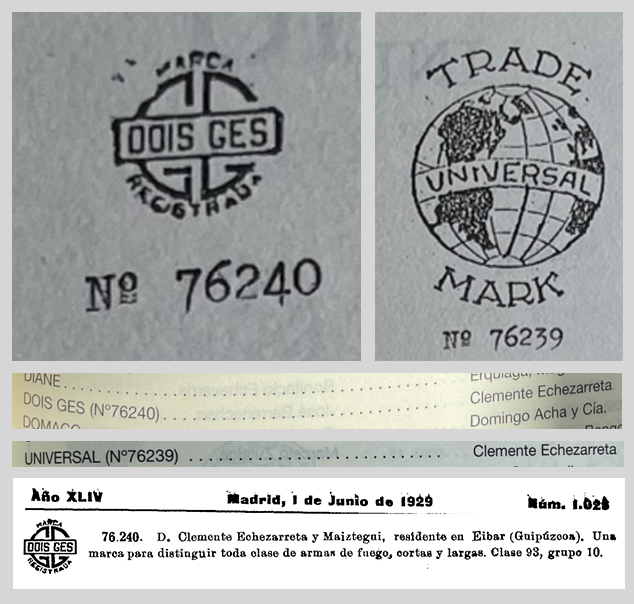 MARCA
DOIS GES
REGISTRADA
Nº 76240
TRADE
UNIVERSAL
MARK
Nº 76239
DIANE
DOIS GES (Nº76240)
Clemente Echezarreta
Domingo Acha y Cía.
UNIVERSAL (Nº76239)
Clemente Echezarreta
Año XLIV
Madrid, 1 de Junio de 1929
Núm. 1.028
MARCA
DOIS GES
REGISTRADA
76.240. D. Clemente Echezarreta y Maiztegui, residente en Eibar (Guipúzcoa). Una
marca para distinguir toda clase de armas de fuego, cortas y largas. Clase 93, grupo 10.